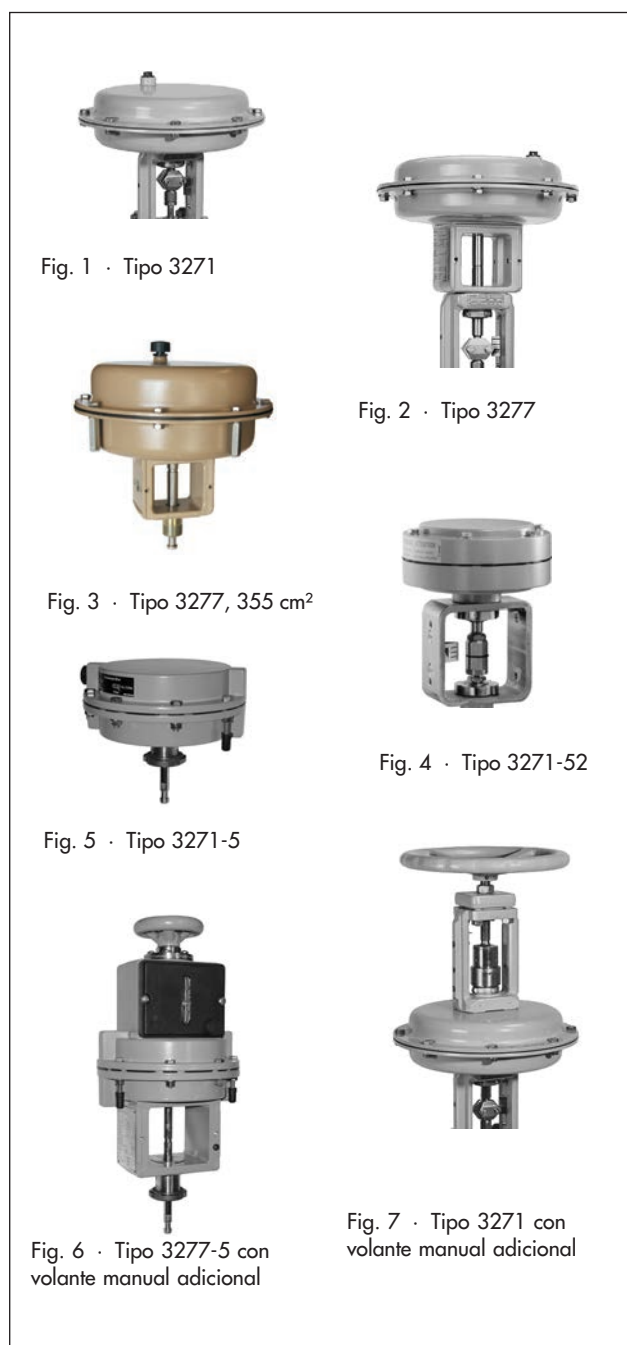 Fig. 1 · Tipo 3271
Fig. 2 · Tipo 3277
Fig. 3 · Tipo 3277, 355 cm²
Fig. 4 · Tipo 3271-52
Fig. 5 · Tipo 3271-5
Fig. 6 · Tipo 3277-5 con
volante manual adicional
Fig. 7 · Tipo 3271 con
volante manual adicional